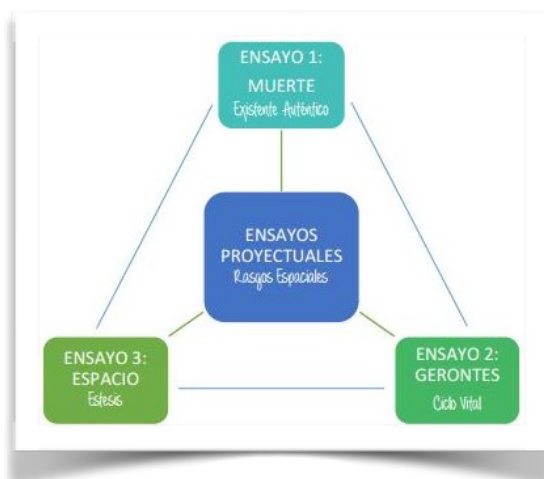 ENSAYO 1:
MUERTE
Existente Auténtico
ENSAYOS
PROYECTUALES
Rasgos Espaciales
ENSAYO 3:
ESPACIO
Estesis
ENSAYO 2:
GERONTES
Ciclo Vital